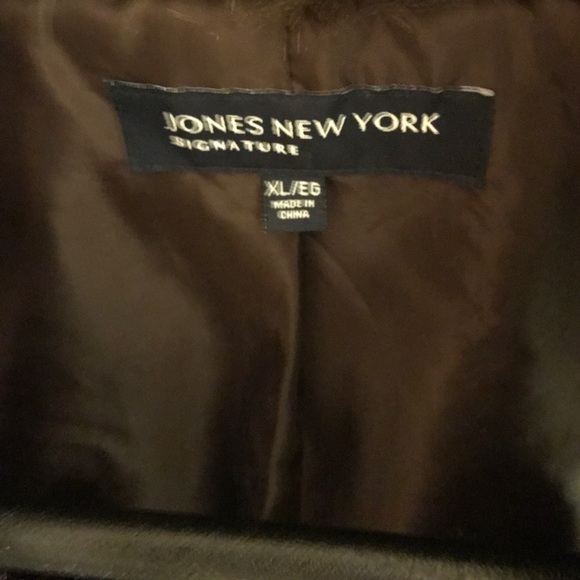 JONES NEW YORK
SIGNATURE
XL/EG
MADE IN
CHINA